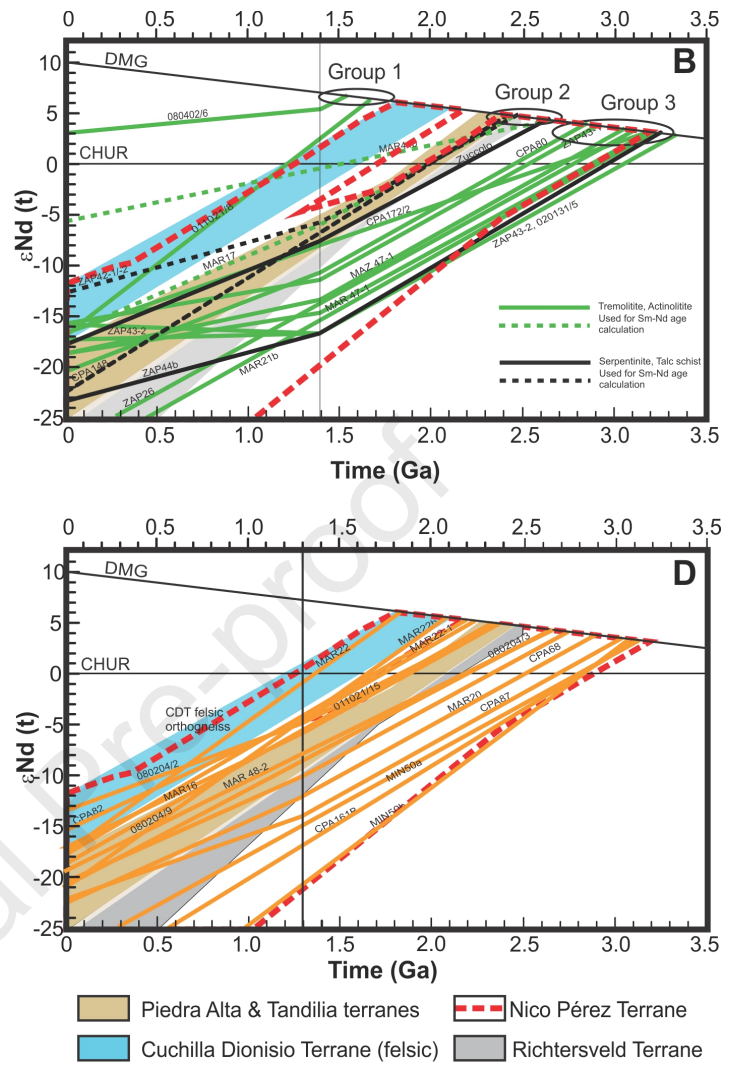 0 0.5 1.0 1.5 2.0 2.5 3.0 3.5
B
DMG
Group 1
Group 2
Group 3
10
5
0
-5
-10
-15
-20
-25
εNd (t)
CHUR
080402/6
011021/8
Zuccolo
CPA80
ZAP43-1
CPA172/2
ZAP43-2, 020131/5
MAR17
ZAP42-1/-2
MAZ 47-1
MAR 47-1
ZAP43-2
CPA148
ZAP44b
ZAP26
MAR21b
Tremolitite, Actinolitite
Used for Sm-Nd age
calculation
Serpentinite, Talc schist
Used for Sm-Nd age
calculation
0 0.5 1.0 1.5 2.0 2.5 3.0 3.5
Time (Ga)
0 0.5 1.0 1.5 2.0 2.5 3.0 3.5
D
DMG
10
5
0
-5
-10
-15
-20
-25
εNd (t)
CHUR
MAR22
MAR22-1
080204/3
CPA68
CDT felsic
orthogneiss
011021/15
MAR20
CPA87
080204/2
MAR16
MAR 48-2
MIN50a
CPA82
080204/9
0 0.5 1.0 1.5 2.0 2.5 3.0 3.5
Time (Ga)
Piedra Alta & Tandilia terranes
Nico Pérez Terrane
Cuchilla Dionisio Terrane (felsic)
Richtersveld Terrane
al Pre-proof